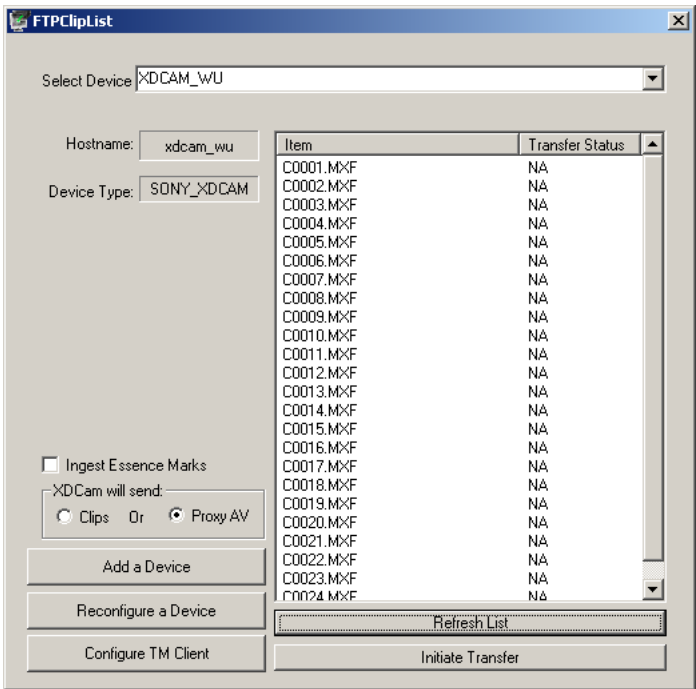 FTPClipList
Select Device XDCAM_WU
Hostname: xdcam_wu
Device Type: SONY_XDCAM
Item Transfer Status
C0001.MXF NA
C0002.MXF NA
C0003.MXF NA
C0004.MXF NA
C0005.MXF NA
C0006.MXF NA
C0007.MXF NA
C0008.MXF NA
C0009.MXF NA
C0010.MXF NA
C0011.MXF NA
C0012.MXF NA
C0013.MXF NA
C0014.MXF NA
C0015.MXF NA
C0016.MXF NA
C0017.MXF NA
C0018.MXF NA
C0019.MXF NA
C0020.MXF NA
C0021.MXF NA
C0022.MXF NA
C0023.MXF NA
C0024.MXF NA
Ingest Essence Marks
XDCam will send:
Clips Or Proxy AV
Add a Device
Reconfigure a Device
Configure TM Client
Refresh List
Initiate Transfer